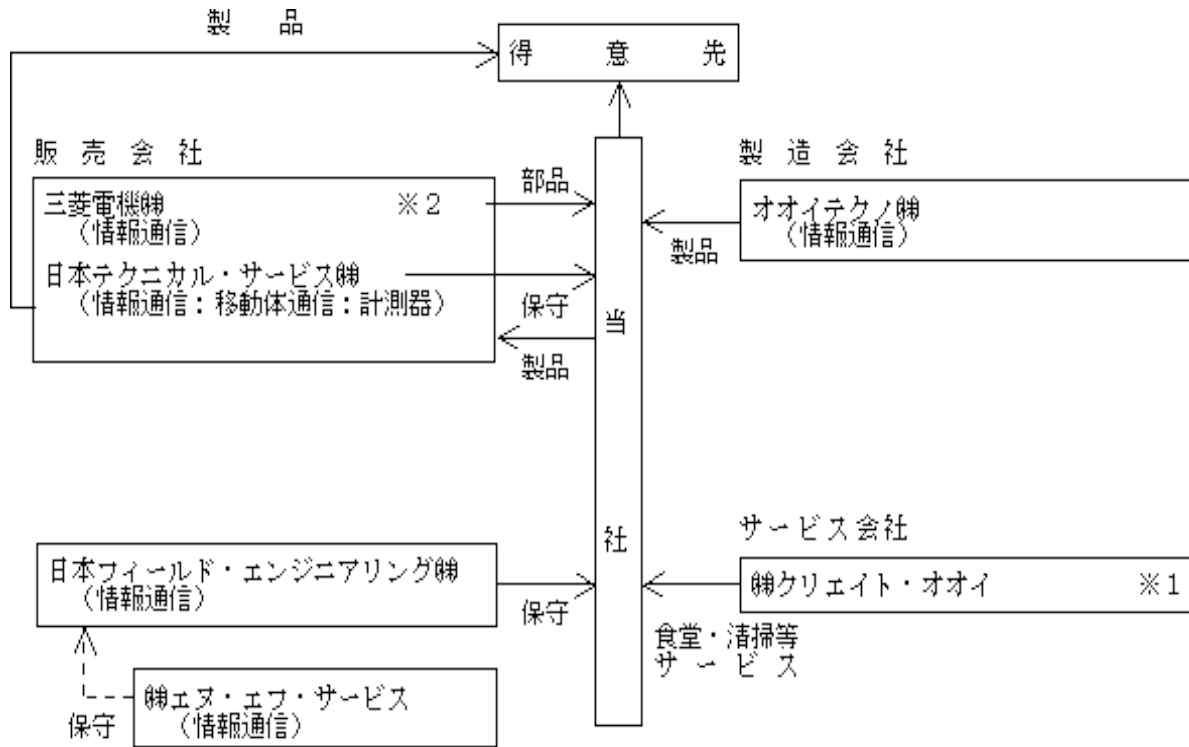 製品
得意先
販売会社
製造会社
三菱電機㈱ ※2
(情報通信)
部品
オオイテクノ㈱
(情報通信)
製品
日本テクニカル・サービス㈱
(情報通信:移動体通信:計測器)
保守
製品
当社
サービス会社
日本フィールド・エンジニアリング㈱
(情報通信)
保守
㈱クリエイト・オオイ ※1
食堂・清掃等
サービス
㈱エヌ・エフ・サービス
(情報通信)
保守